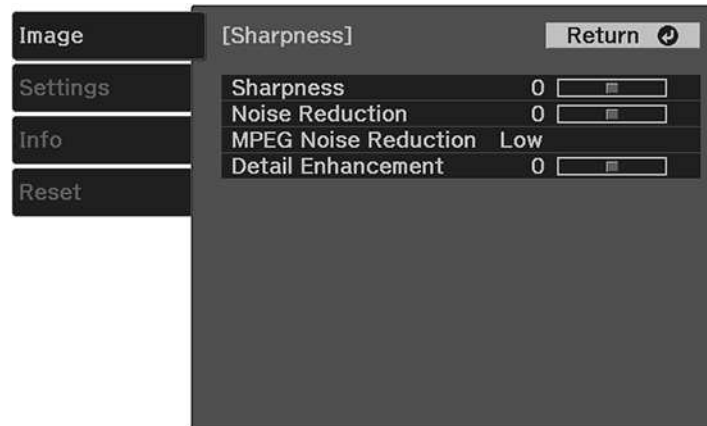 Image
Settings
Info
Reset
[Sharpness]
Return
Sharpness 0
Noise Reduction 0
MPEG Noise Reduction Low
Detail Enhancement 0